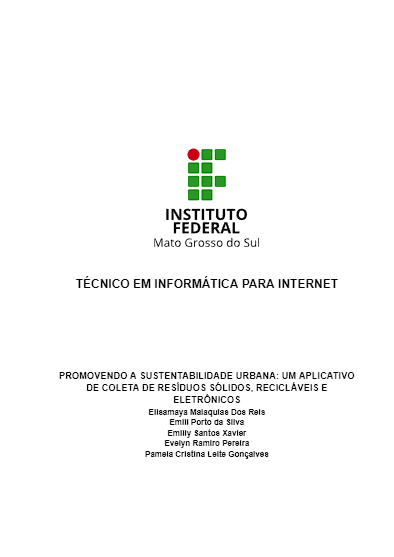 INSTITUTO
FEDERAL
Mato Grosso do Sul
TÉCNICO EM INFORMÁTICA PARA INTERNET
PROMOVENDO A SUSTENTABILIDADE URBANA: UM APLICATIVO
DE COLETA DE RESÍDUOS SÓLIDOS, RECICLÁVEIS E
ELETRÔNICOS
Elisamaya Malaquias Dos Reis
Emili Porto da Silva
Emilly Santos Xavier
Evelyn Ramiro Pereira
Pamela Cristina Leite Gonçalves